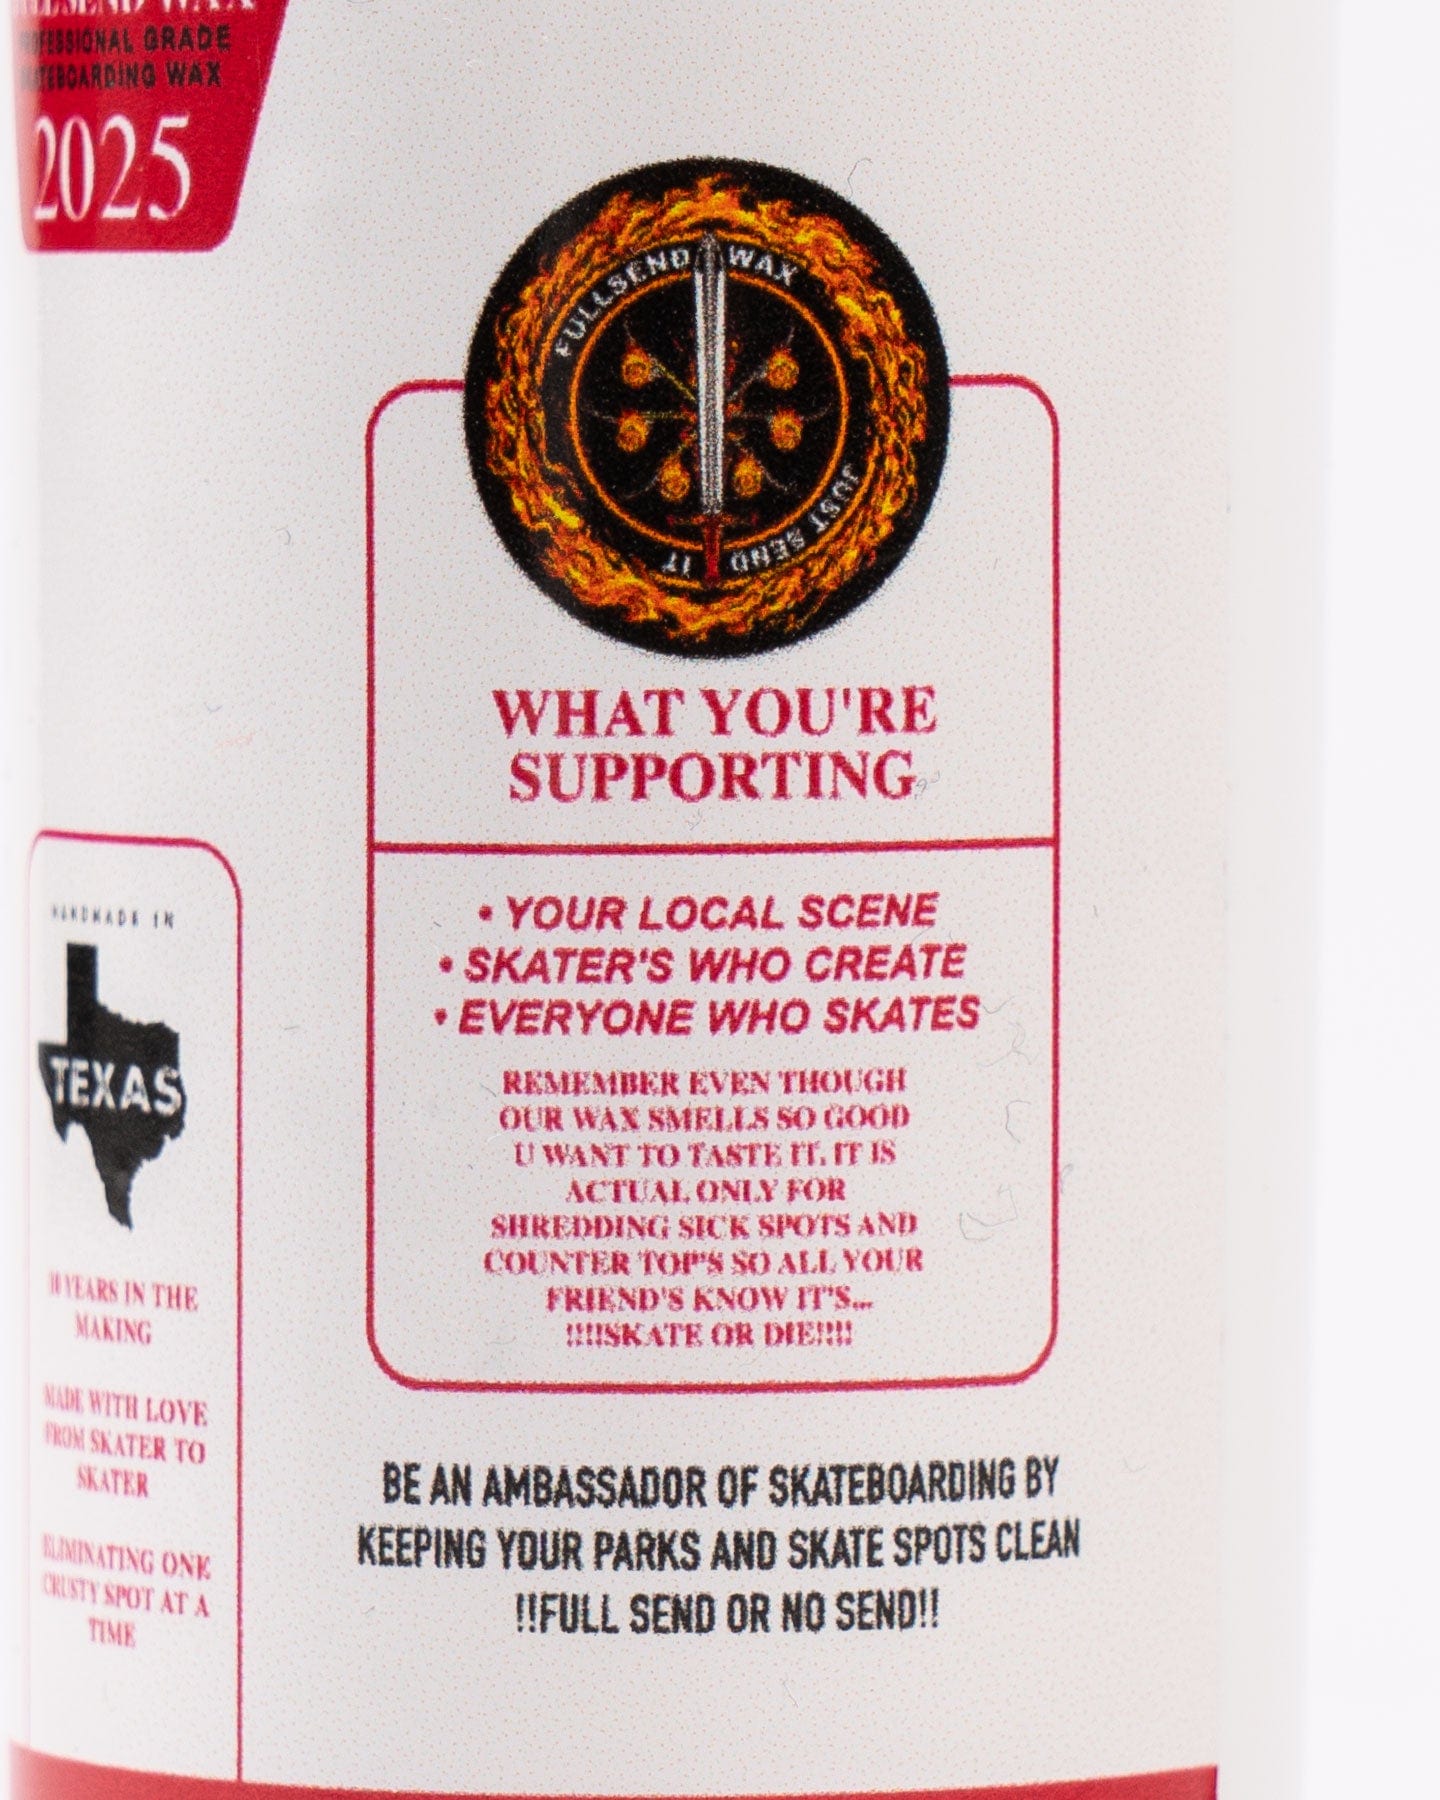 WAX
PROFESSIONAL GRADE
SKATEBOARDING WAX
2025
FULLSEND WAX
JUST SEND IT
WHAT YOU'RE
SUPPORTING
• YOUR LOCAL SCENE
• SKATER'S WHO CREATE
• EVERYONE WHO SKATES
REMEMBER EVEN THOUGH
OUR WAX SMELLS SO GOOD
U WANT TO TASTE IT. IT IS
ACTUAL ONLY FOR
SHREDDING SICK SPOTS AND
COUNTER TOP'S SO ALL YOUR
FRIEND'S KNOW IT'S...
!!!!SKATE OR DIE!!!!
BE AN AMBASSADOR OF SKATEBOARDING BY
KEEPING YOUR PARKS AND SKATE SPOTS CLEAN
!!FULL SEND OR NO SEND!!
HANDMADE IN
TEXAS
YEARS IN THE
MAKING
MADE WITH LOVE
FROM SKATER TO
SKATER
ELIMINATING ONE
CRUSTY SPOT AT A
TIME